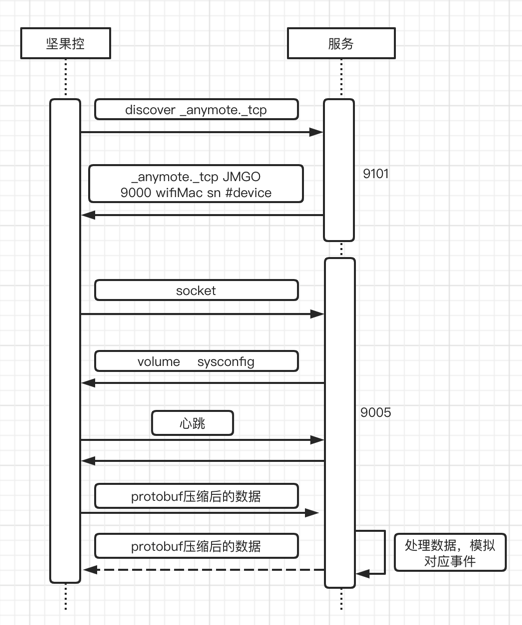 坚果控
服务
discover _anymote._tcp
_anymote._tcp JMGO
9000 wifiMac sn #device
9101
socket
volume sysconfig
9005
心跳
protobuf压缩后的数据
protobuf压缩后的数据
处理数据，模拟
对应事件